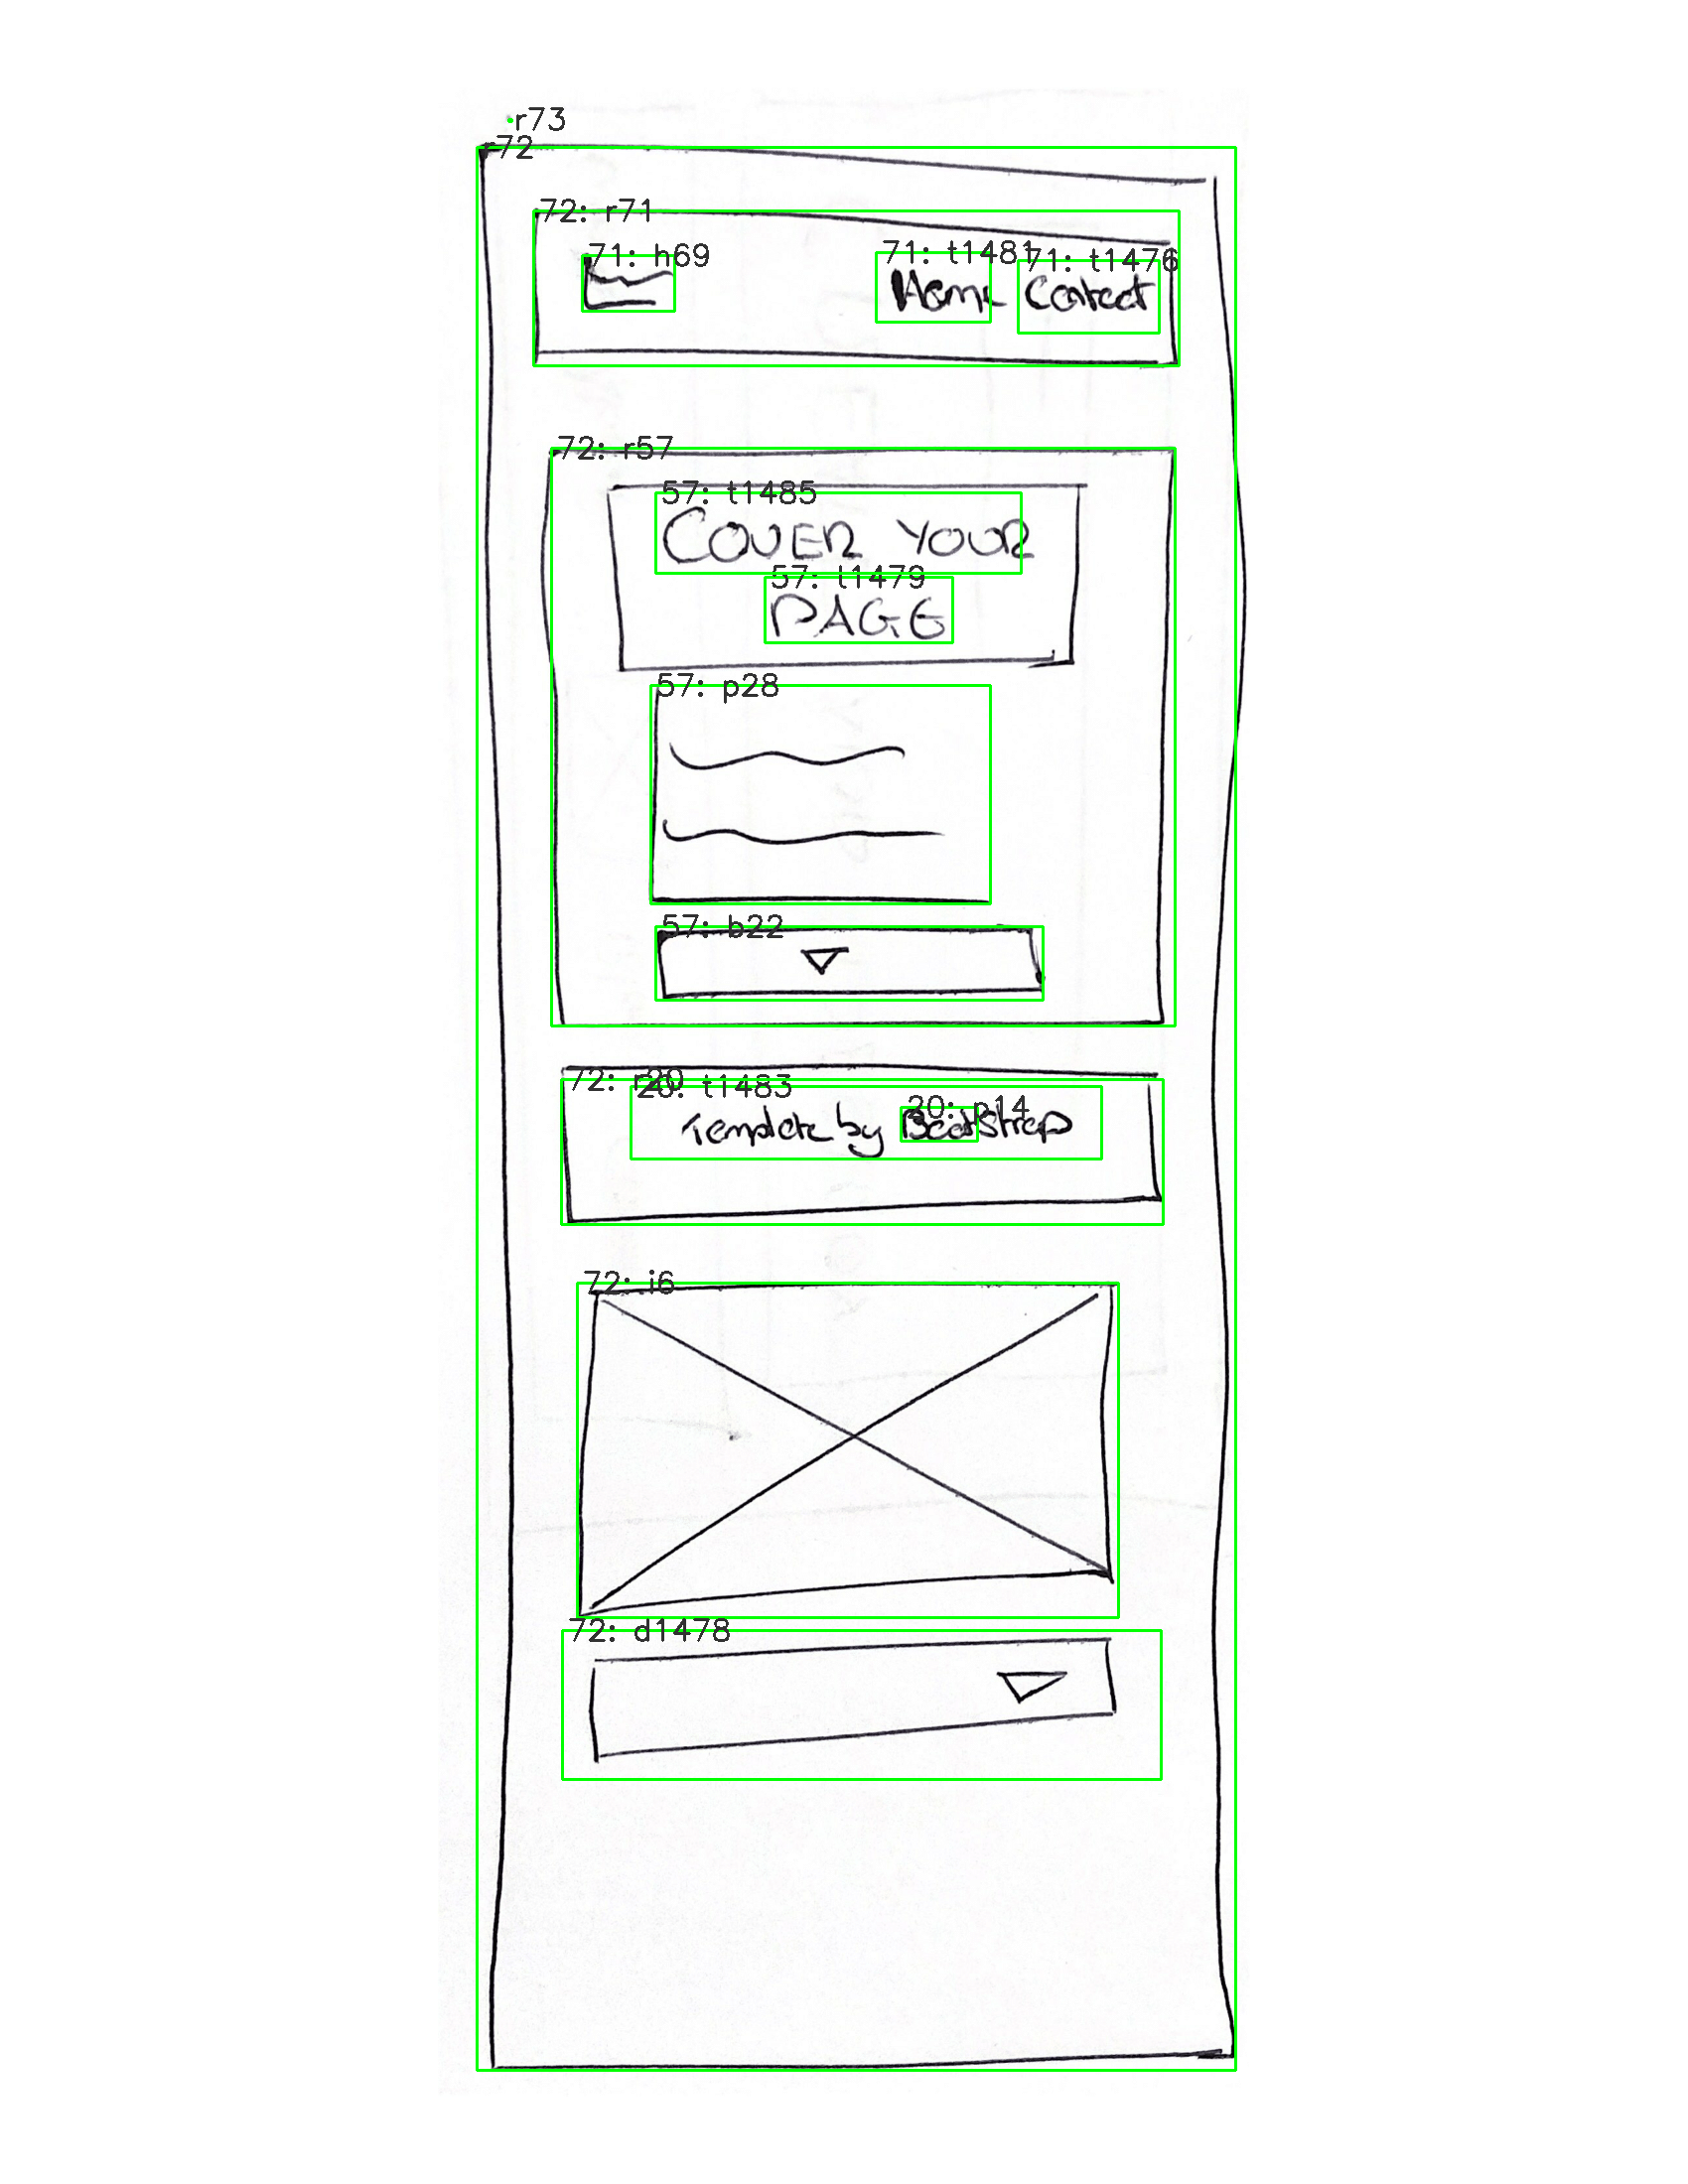 r73
r72
72: r71
71: h69
71: t1481
71: t1476
Home
Contact
72: r57
57: t1485
COVER YOUR
57: t1479
PAGE
57: p28
57: b22
72: r20
20: t1483
20: p14
Template by Bootstrap
72: i6
72: d1478